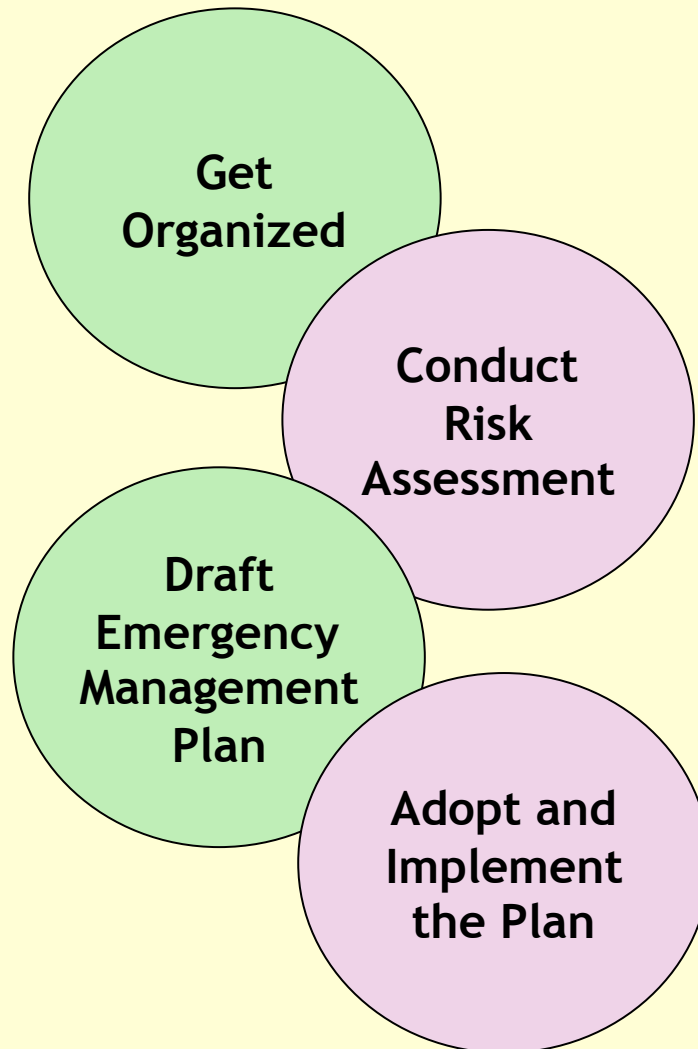 Get
Organized
Conduct
Risk
Assessment
Draft
Emergency
Management
Plan
Adopt and
Implement
the Plan